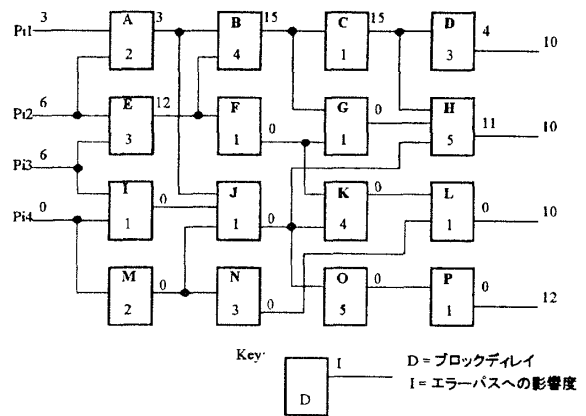 Pi1 3 A 2 3 B 4 15 C 1 15 D 3 4 10
Pi2 6 E 3 12 F 1 0 G 1 0 H 5 11 10
Pi3 6
Pi4 0 I 1 0 J 1 0 K 4 0 L 1 0 10
M 2 0 N 3 0 O 5 0 P 1 0 12
Key:
D
I
D = ブロックディレイ
I = エラーパスへの影響度